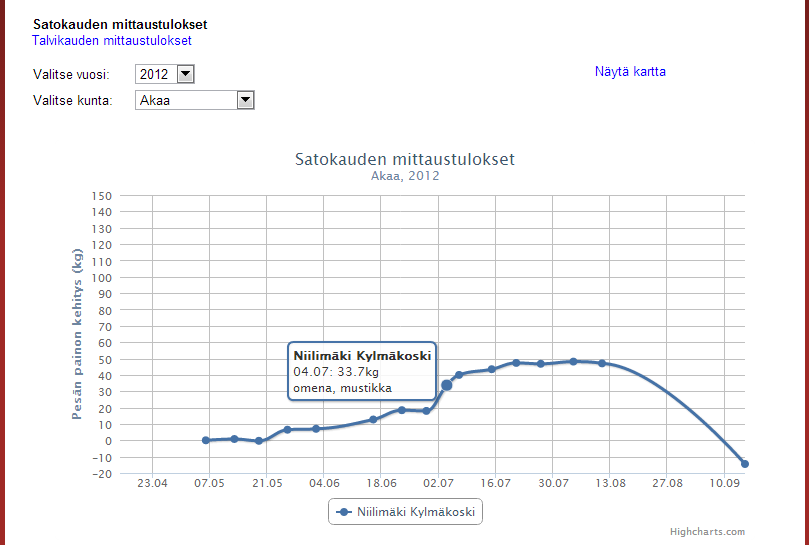 Satokauden mittaustulokset
Talvikauden mittaustulokset
Valitse vuosi: 2012
Näytä kartta
Valitse kunta: Akaa
Satokauden mittaustulokset
Akaa, 2012
Pesän painon kehitys (kg)
150
140
130
120
110
100
90
80
70
60
50
40
30
20
10
0
-10
-20
Niilimäki Kylmäkoski
04.07: 33.7kg
omena, mustikka
23.04 07.05 21.05 04.06 18.06 02.07 16.07 30.07 13.08 27.08 10.09
Niilimäki Kylmäkoski
Highcharts.com